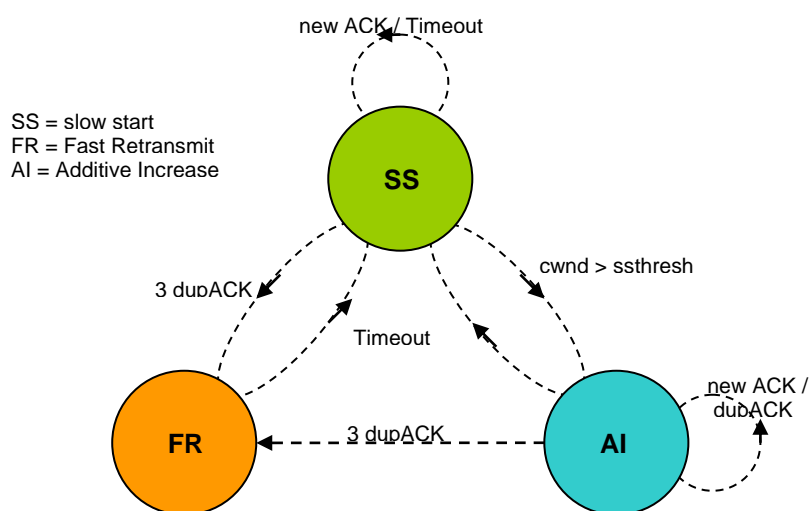 new ACK / Timeout
SS = slow start
FR = Fast Retransmit
AI = Additive Increase
SS
cwnd > ssthresh
3 dupACK
Timeout
new ACK /
dupACK
FR
3 dupACK
AI